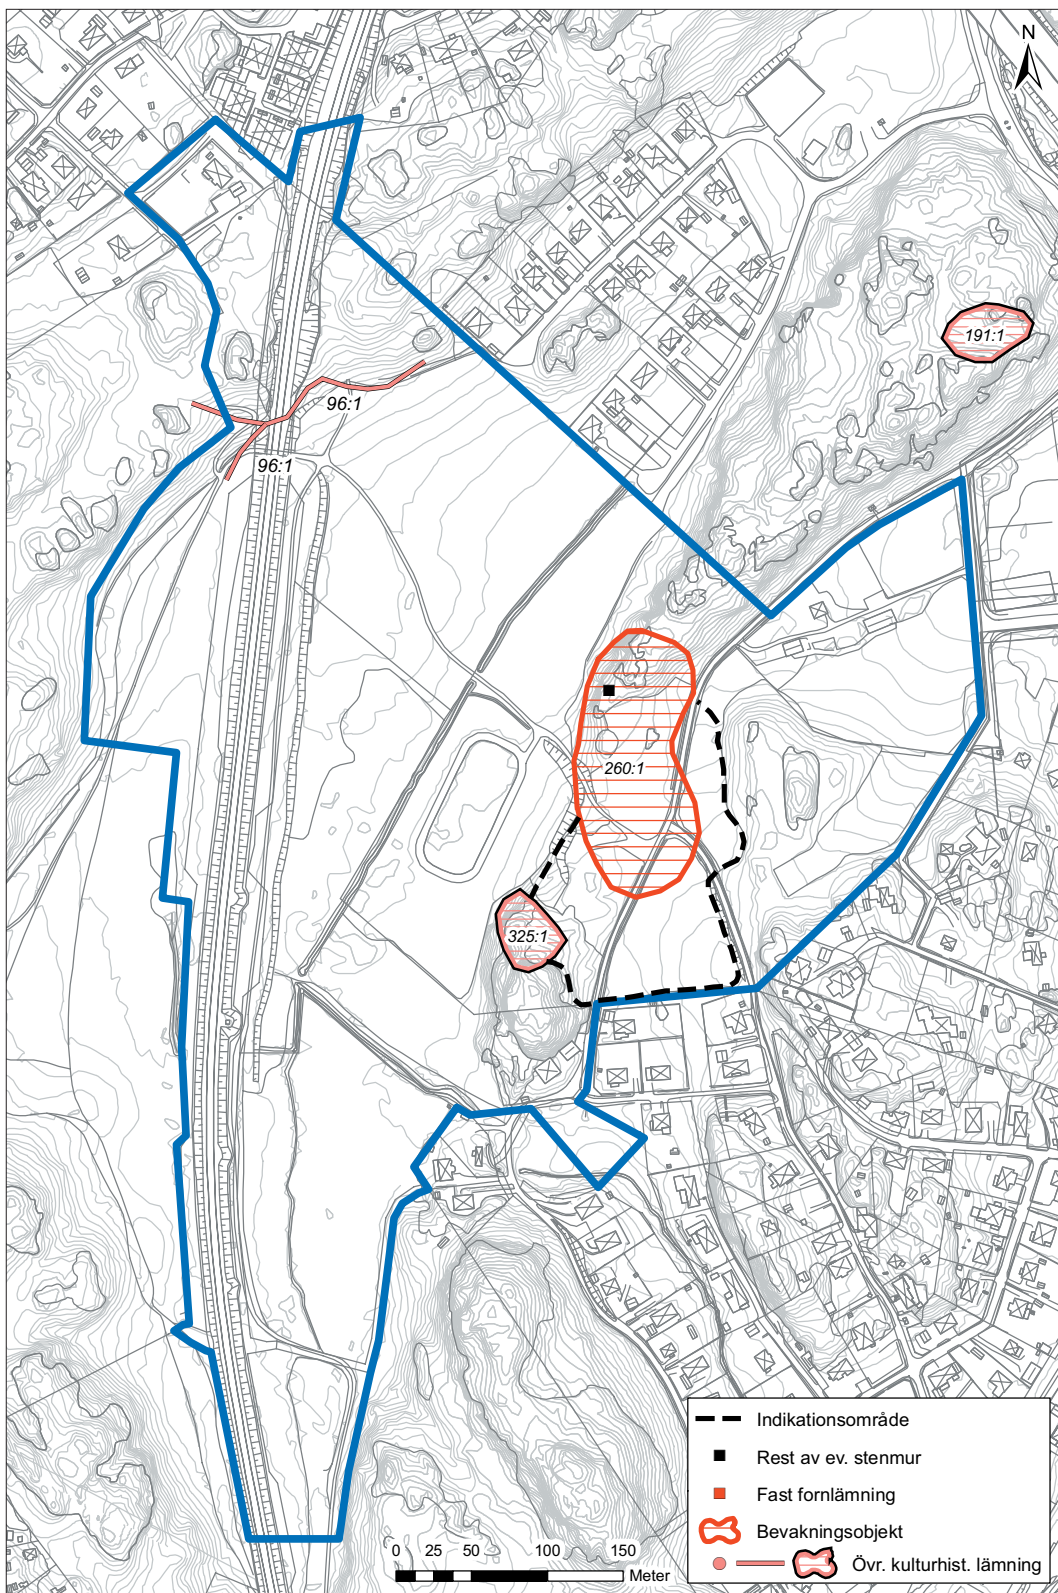 N
191:1
96:1
96:1
260:1
325:1
Indikationsområde
Rest av ev. stenmur
Fast fornlämning
Bevakningsobjekt
Övr. kulturhist. lämning
0 25 50 100 150
Meter